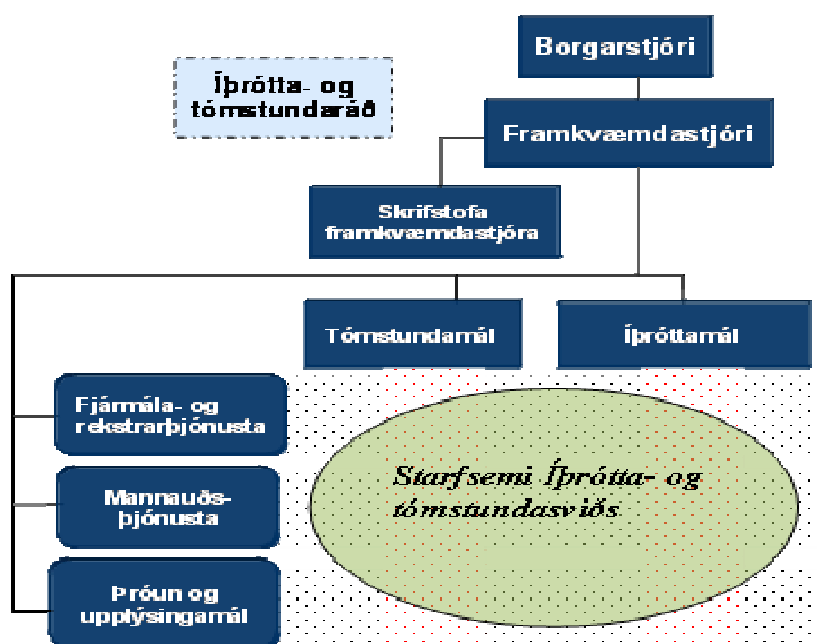 Borgarstjóri
Íþrótta- og
tómstundaráð
Framkvæmdastjóri
Skrifstofa
framkvæmdastjóra
Tómstundamál
Íþróttamál
Fjármála- og
rekstrarþjónusta
Starfsemi Íþrótta- og
tómstundasviðs
Mannauðs-
þjónusta
Þróun og
upplýsingamál